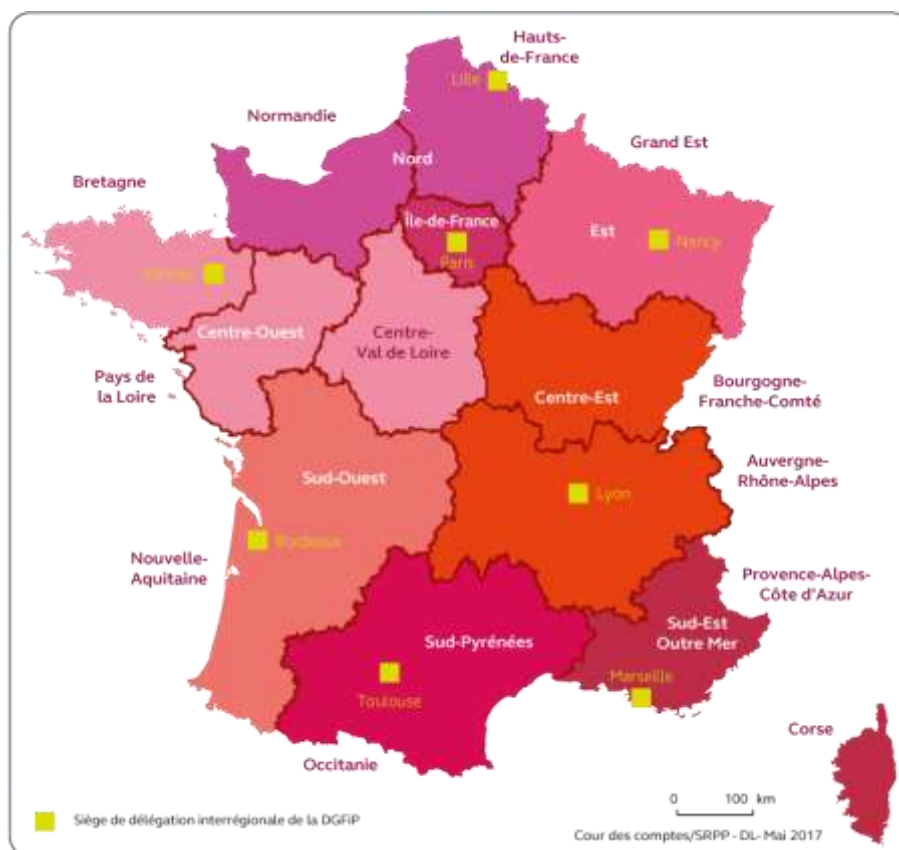 Hauts-
de-France
Lille
Normandie
Nord
Grand Est
Bretagne
Île-de-France
Paris
Est
Nancy
Rennes
Centre-Ouest
Centre-
Val de Loire
Pays de
la Loire
Centre-Est
Bourgogne-
Franche-Comté
Auvergne-
Rhône-Alpes
Sud-Ouest
Lyon
Bordeaux
Nouvelle-
Aquitaine
Provence-Alpes-
Côte d'Azur
Sud-Est
Outre Mer
Sud-Pyrénées
Marseille
Toulouse
Occitanie
Corse
0 100 km
Siège de délégation interrégionale de la DGFiP
Cour des comptes/SRPP - DL- Mai 2017